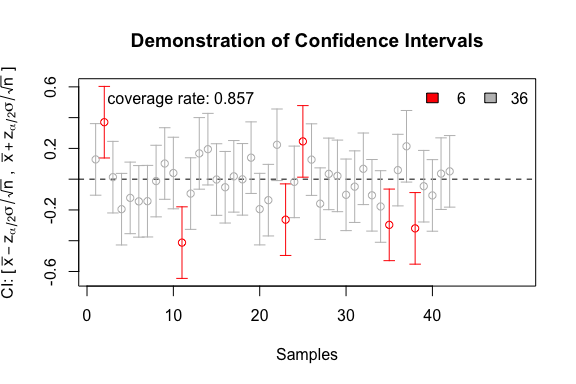 Demonstration of Confidence Intervals
coverage rate: 0.857
6 36
CI: [ x̅ − zα/2σ/√n , x̅ + zα/2σ/√n ]
0.6
0.2
-0.2
-0.6
0 10 20 30 40
Samples